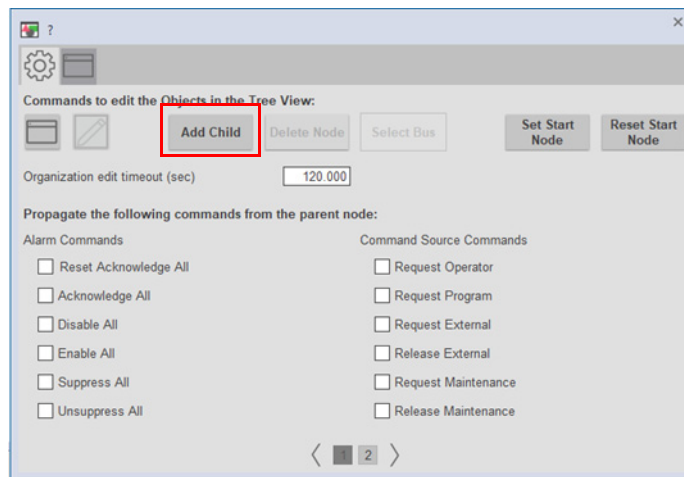 ?
×
Commands to edit the Objects in the Tree View:
Add Child
Delete Node
Select Bus
Set Start
Node
Reset Start
Node
Organization edit timeout (sec)
120.000
Propagate the following commands from the parent node:
Alarm Commands
Command Source Commands
Reset Acknowledge All
Request Operator
Acknowledge All
Request Program
Disable All
Request External
Enable All
Release External
Suppress All
Request Maintenance
Unsuppress All
Release Maintenance
1 2